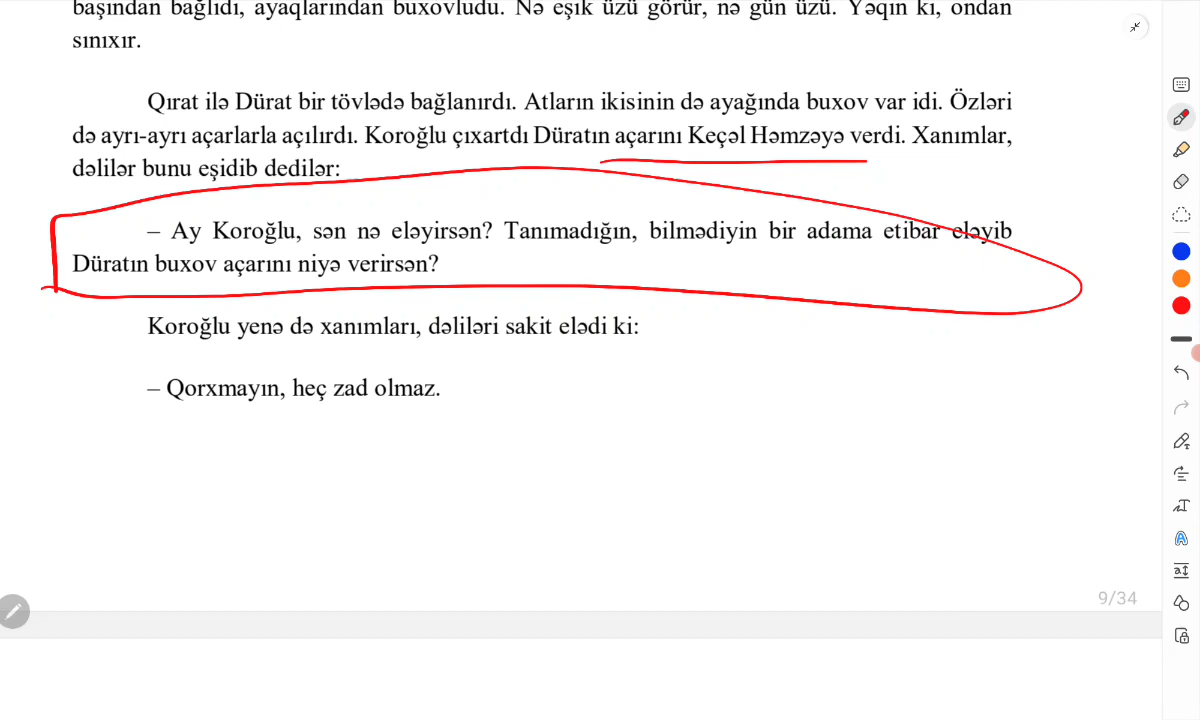 başından bağlıdı, ayaqlarından buxovludu. Nə eşik üzü görür, nə gün üzü. Yəqin ki, ondan
sınıxır.
Qırat ilə Dürat bir tövlədə bağlanırdı. Atların ikisinin də ayağında buxov var idi. Özləri
də ayrı-ayrı açarlarla açılırdı. Koroğlu çıxartdı Düratın açarını Keçəl Həmzəyə verdi. Xanımlar,
dəlilər bunu eşidib dedilər:
– Ay Koroğlu, sən nə eləyirsən? Tanımadığın, bilmədiyin bir adama etibar eləyib
Düratın buxov açarını niyə verirsən?
Koroğlu yenə də xanımları, dəliləri sakit elədi ki:
– Qorxmayın, heç zad olmaz.
9/34